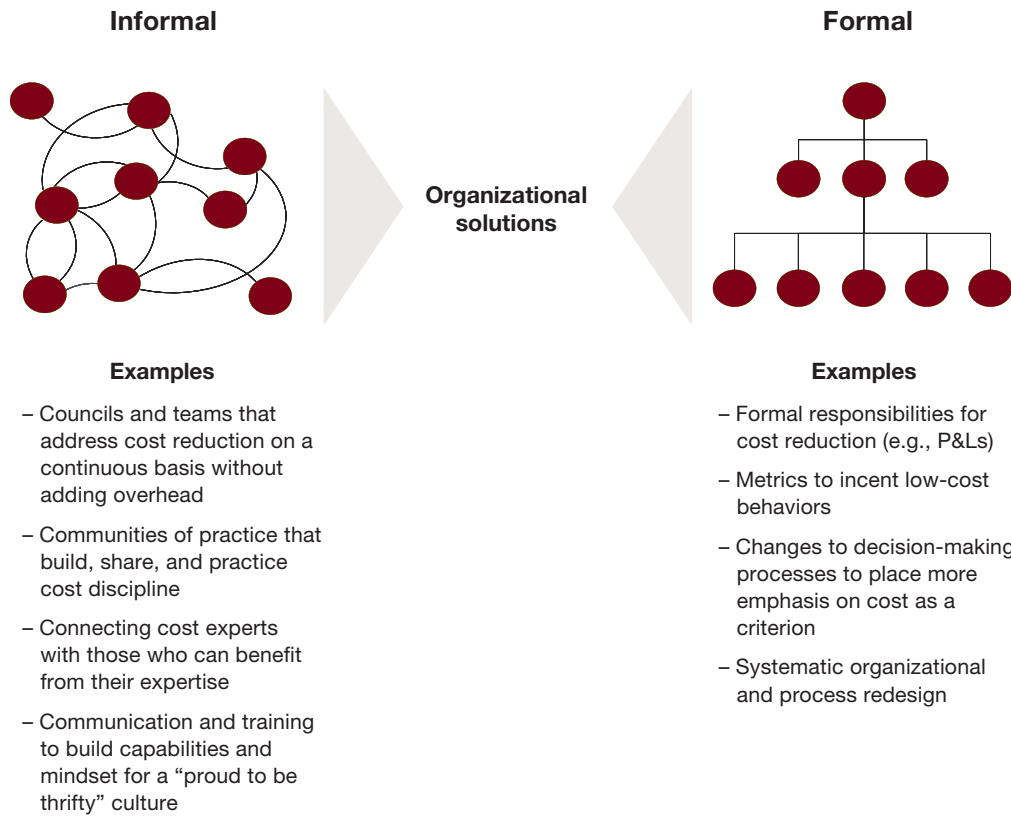 Informal
Organizational
solutions
Formal
Examples
– Councils and teams that
address cost reduction on a
continuous basis without
adding overhead
– Communities of practice that
build, share, and practice
cost discipline
– Connecting cost experts
with those who can benefit
from their expertise
– Communication and training
to build capabilities and
mindset for a “proud to be
thrifty” culture
Examples
– Formal responsibilities for
cost reduction (e.g., P&Ls)
– Metrics to incent low-cost
behaviors
– Changes to decision-making
processes to place more
emphasis on cost as a
criterion
– Systematic organizational
and process redesign